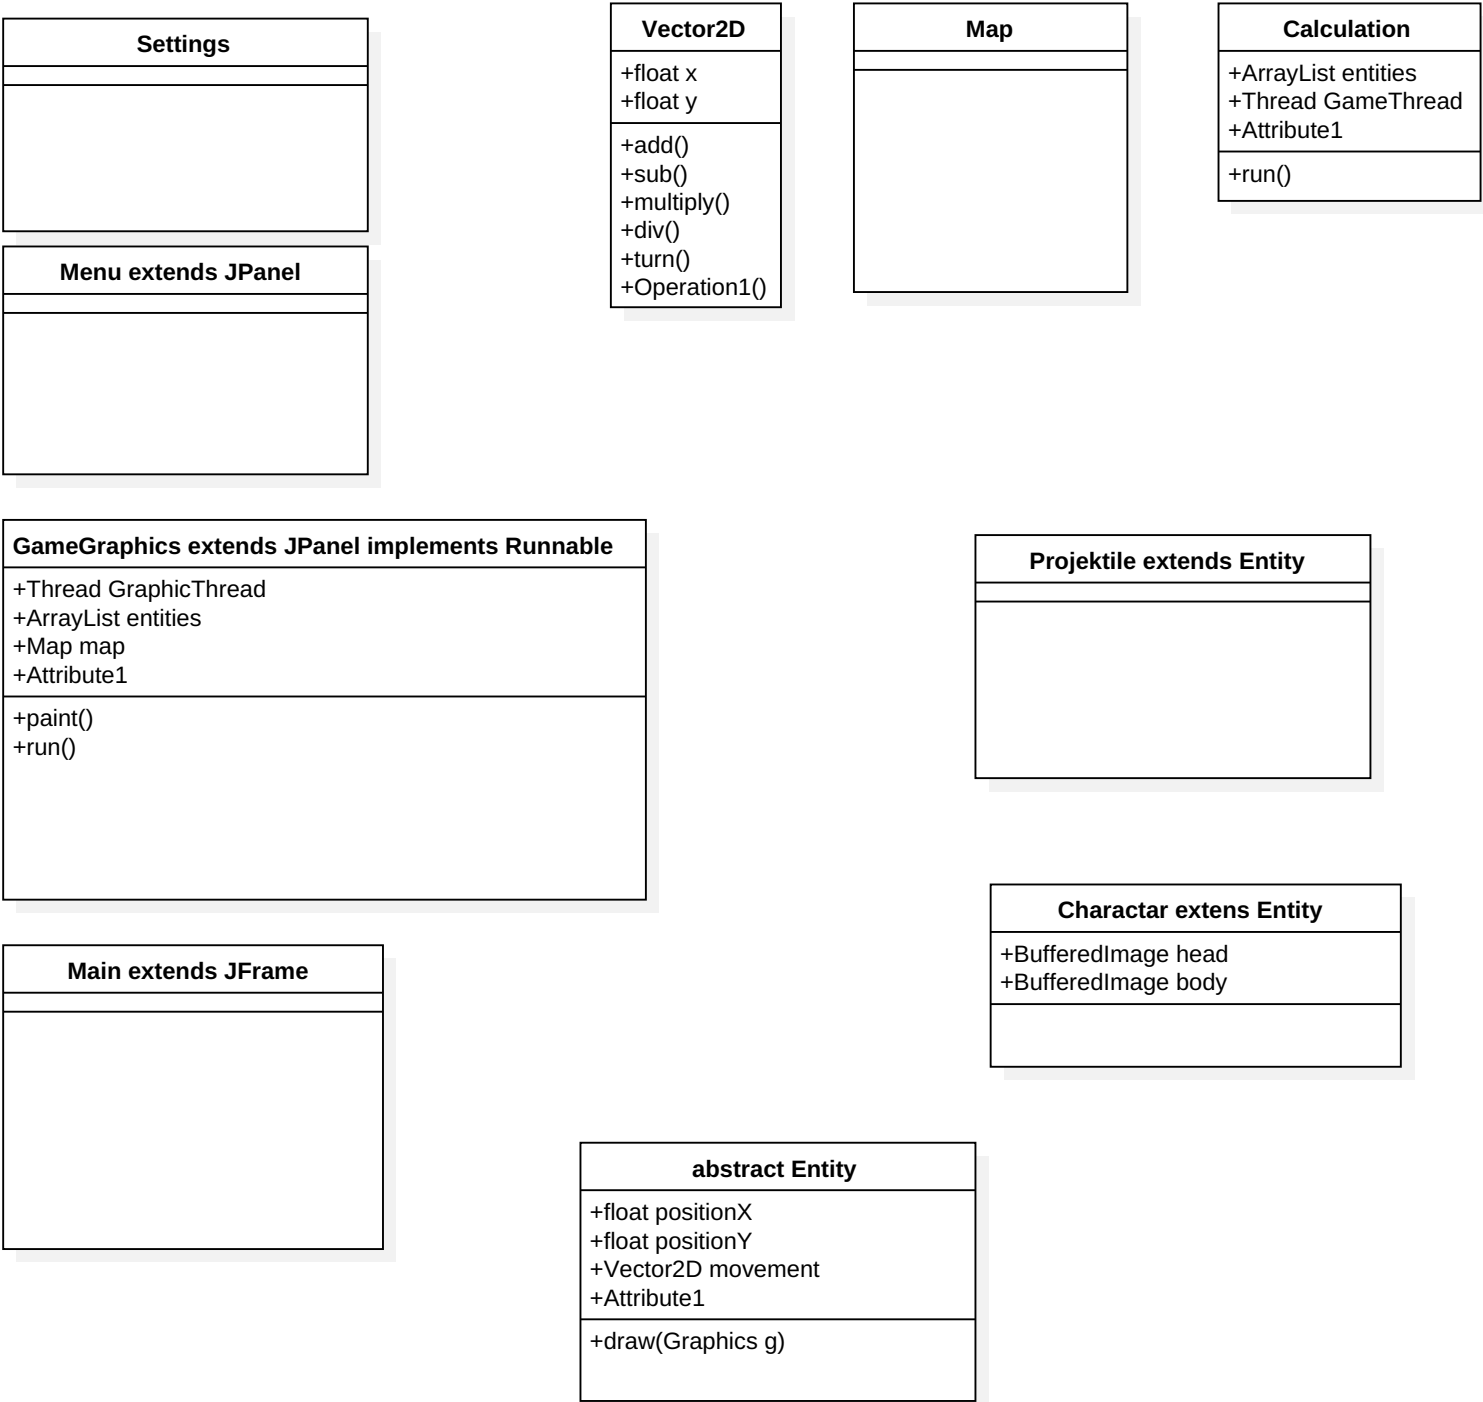 Settings
Menu extends JPanel
Vector2D
+float x
+float y
+add()
+sub()
+multiply()
+div()
+turn()
+Operation1()
Map
Calculation
+ArrayList entities
+Thread GameThread
+Attribute1
+run()
GameGraphics extends JPanel implements Runnable
+Thread GraphicThread
+ArrayList entities
+Map map
+Attribute1
+paint()
+run()
Projektile extends Entity
Charactar extens Entity
+BufferedImage head
+BufferedImage body
Main extends JFrame
abstract Entity
+float positionX
+float positionY
+Vector2D movement
+Attribute1
+draw(Graphics g)